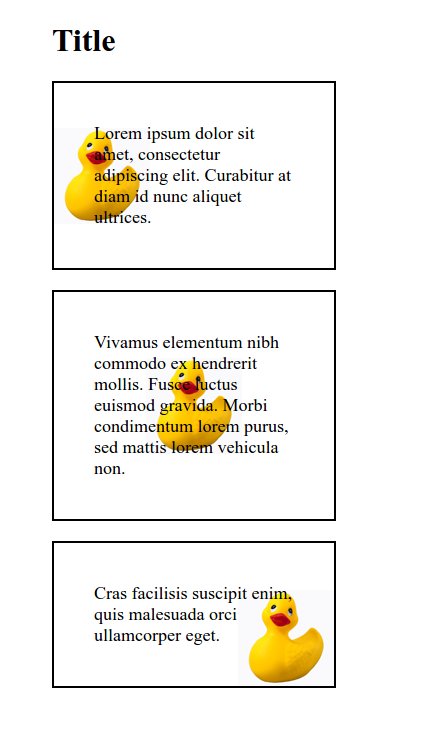 Title
Lorem ipsum dolor sit
amet, consectetur
adipiscing elit. Curabitur at
diam id nunc aliquet
ultrices.
Vivamus elementum nibh
commodo ex hendrerit
mollis. Fusce luctus
euismod gravida. Morbi
condimentum lorem purus,
sed mattis lorem vehicula
non.
Cras facilisis suscipit enim,
quis malesuada orci
ullamcorper eget.